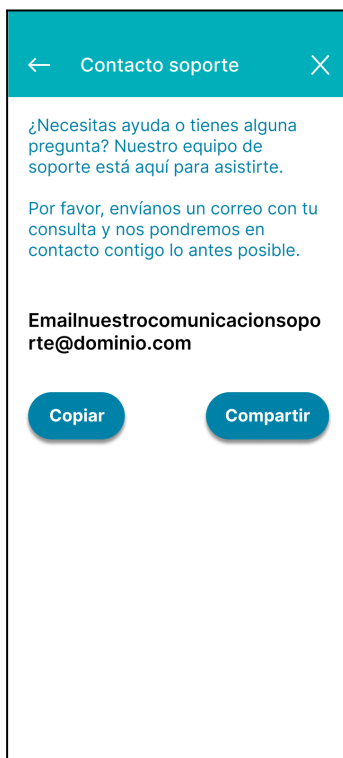 Contacto soporte
¿Necesitas ayuda o tienes alguna
pregunta? Nuestro equipo de
soporte está aquí para asistirte.
Por favor, envíanos un correo con tu
consulta y nos pondremos en
contacto contigo lo antes posible.
Emailnuestrocomunicacionsopo
rte@dominio.com
Copiar
Compartir